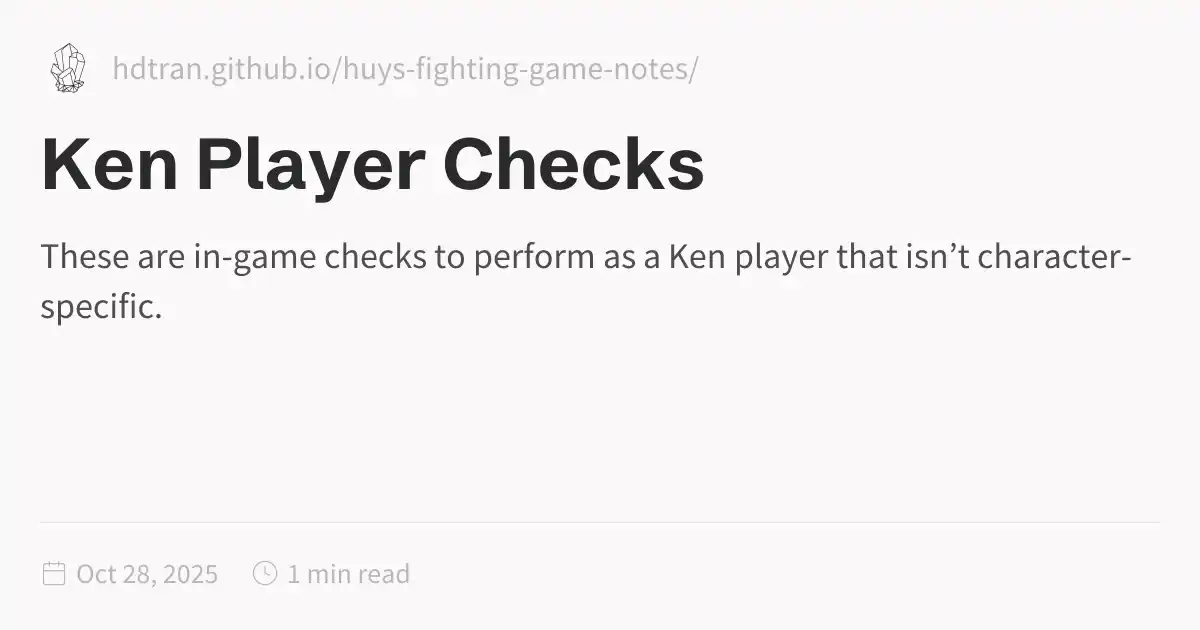 hdtran.github.io/huys-fighting-game-notes/
Ken Player Checks
These are in-game checks to perform as a Ken player that isn’t character-
specific.
Oct 28, 2025
1 min read